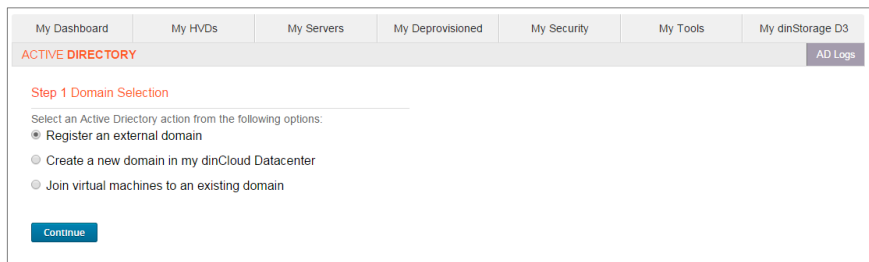 My Dashboard My HVDs My Servers My Deprovisioned My Security My Tools My dinStorage D3
ACTIVE DIRECTORY AD Logs
Step 1 Domain Selection
Select an Active Driectory action from the following options:
Register an external domain
Create a new domain in my dinCloud Datacenter
Join virtual machines to an existing domain
Continue